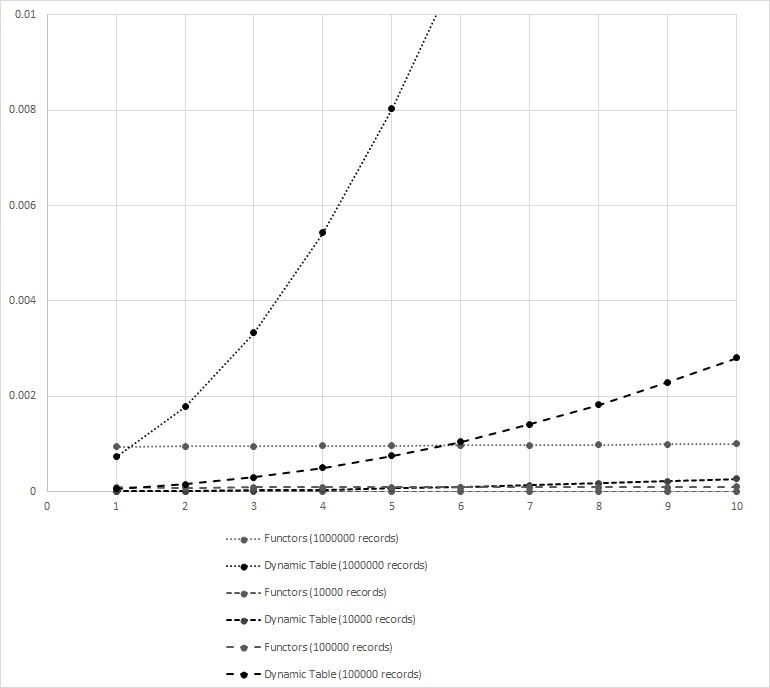 0.01
0.008
0.006
0.004
0.002
0
0 1 2 3 4 5 6 7 8 9 10
Functors (1000000 records)
Dynamic Table (1000000 records)
Functors (10000 records)
Dynamic Table (10000 records)
Functors (100000 records)
Dynamic Table (100000 records)